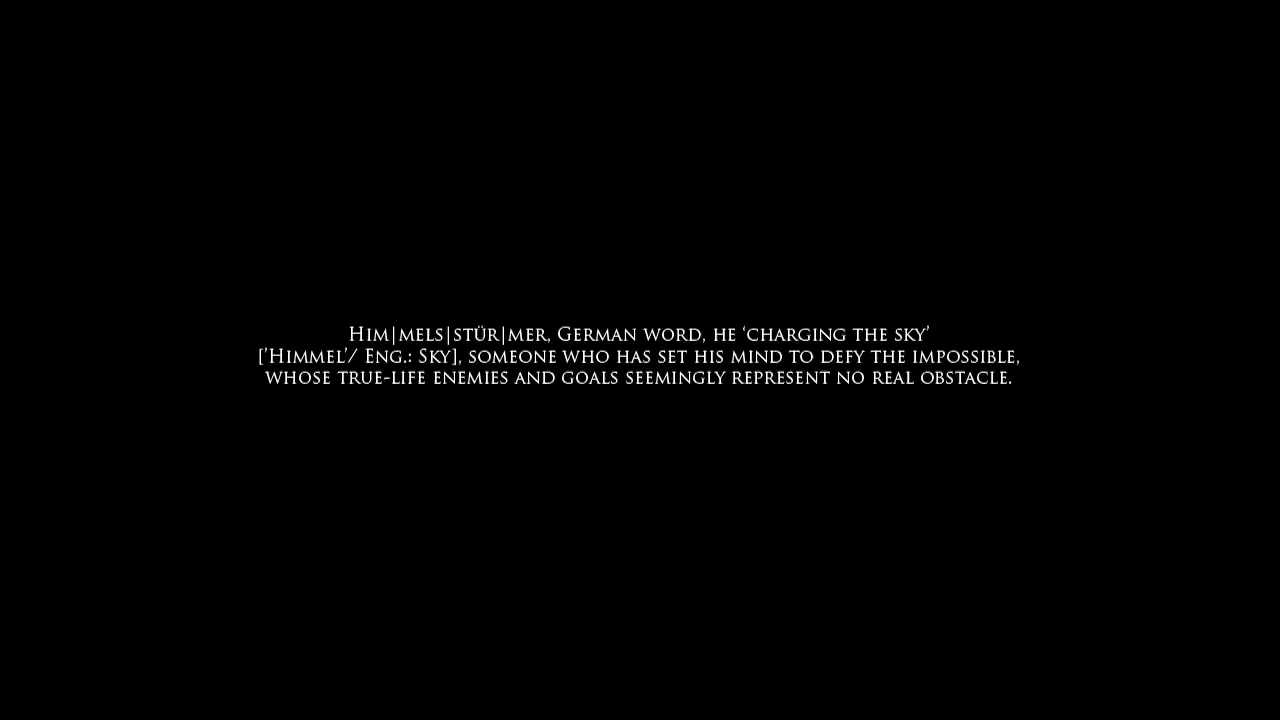 Him|mels|stür|mer, German word, he ‘charging the sky’
[’Himmel’/ Eng.: Sky], someone who has set his mind to defy the impossible,
whose true-life enemies and goals seemingly represent no real obstacle.